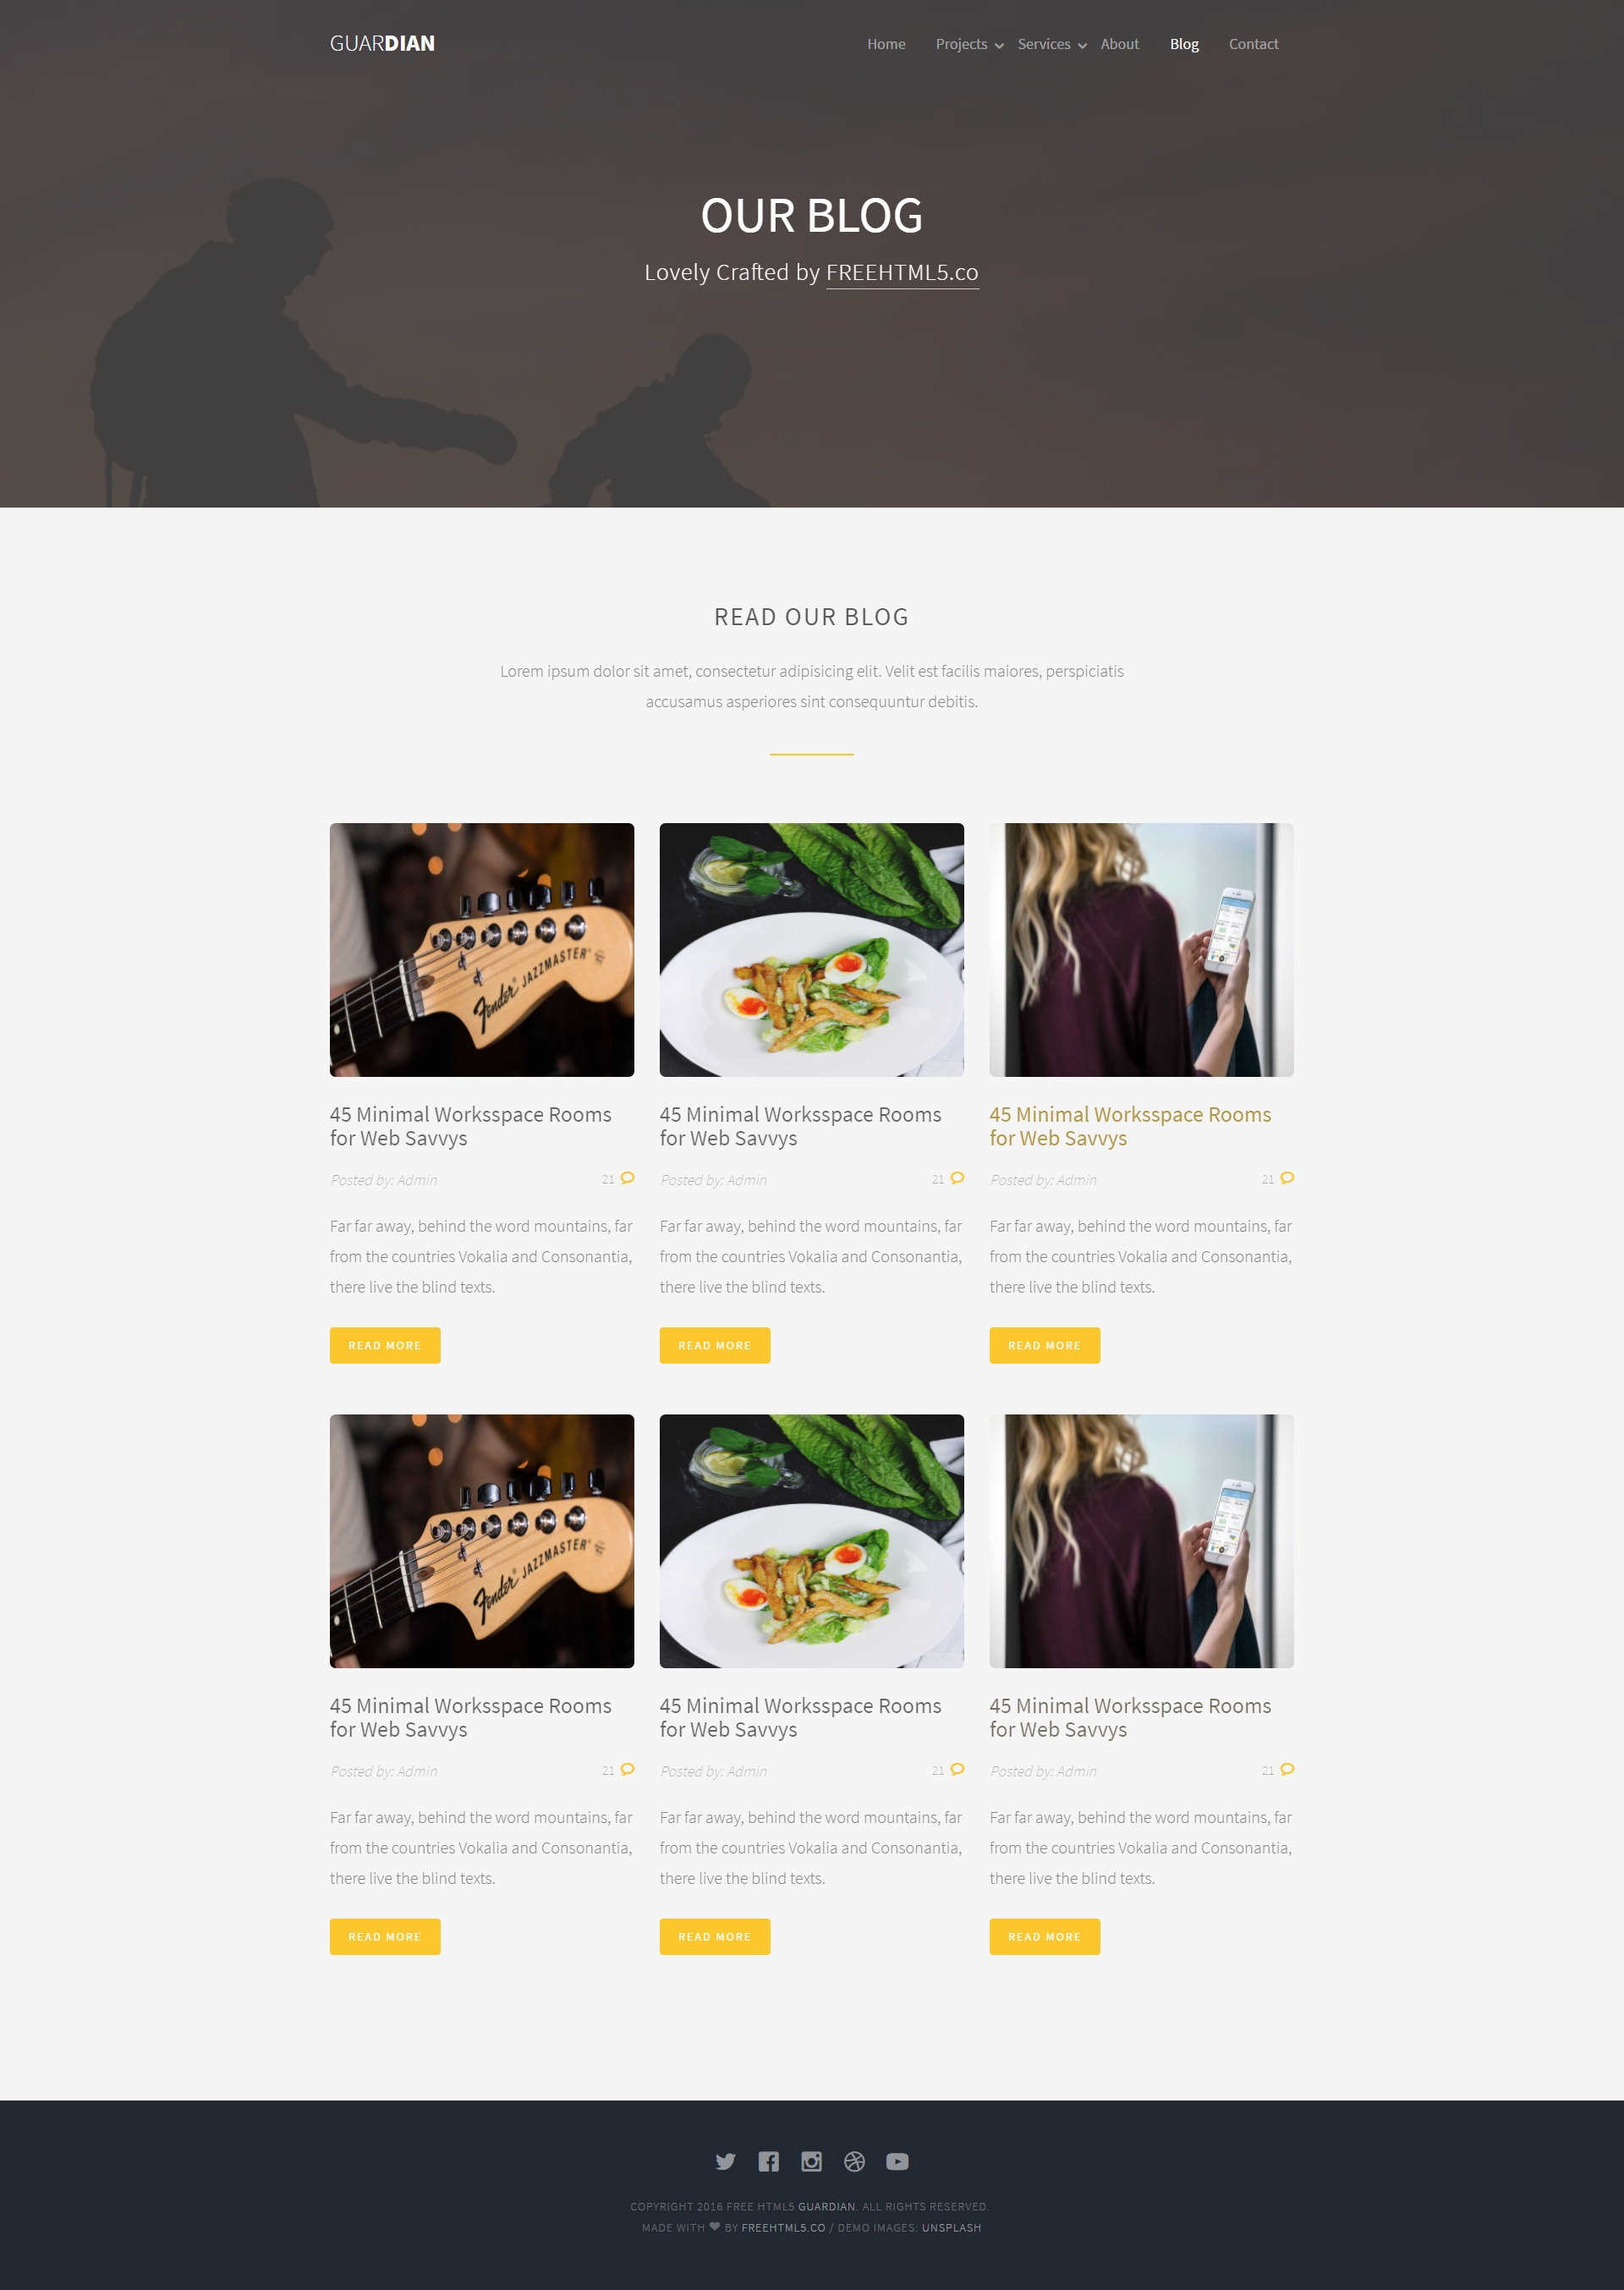 GUARDIAN
Home Projects Services About Blog Contact
OUR BLOG
Lovely Crafted by FREEHTML5.co
READ OUR BLOG
Lorem ipsum dolor sit amet, consectetur adipisicing elit. Velit est facilis maiores, perspiciatis
accusamus asperiores sint consequuntur debitis.
Fender JAZZMASTER
45 Minimal Worksspace Rooms
for Web Savvys
Posted by: Admin 21
Far far away, behind the word mountains, far
from the countries Vokalia and Consonantia,
there live the blind texts.
READ MORE
45 Minimal Worksspace Rooms
for Web Savvys
Posted by: Admin 21
Far far away, behind the word mountains, far
from the countries Vokalia and Consonantia,
there live the blind texts.
READ MORE
45 Minimal Worksspace Rooms
for Web Savvys
Posted by: Admin 21
Far far away, behind the word mountains, far
from the countries Vokalia and Consonantia,
there live the blind texts.
READ MORE
Fender JAZZMASTER
45 Minimal Worksspace Rooms
for Web Savvys
Posted by: Admin 21
Far far away, behind the word mountains, far
from the countries Vokalia and Consonantia,
there live the blind texts.
READ MORE
45 Minimal Worksspace Rooms
for Web Savvys
Posted by: Admin 21
Far far away, behind the word mountains, far
from the countries Vokalia and Consonantia,
there live the blind texts.
READ MORE
45 Minimal Worksspace Rooms
for Web Savvys
Posted by: Admin 21
Far far away, behind the word mountains, far
from the countries Vokalia and Consonantia,
there live the blind texts.
READ MORE
COPYRIGHT 2016 FREE HTML5 GUARDIAN. ALL RIGHTS RESERVED.
MADE WITH ♥ BY FREEHTML5.CO / DEMO IMAGES: UNSPLASH